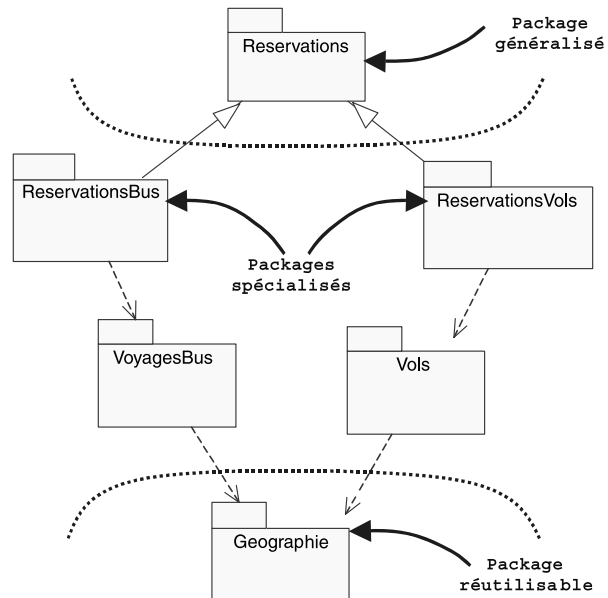 Package
généralisé
Reservations
ReservationsBus
ReservationsVols
Packages
spécialisés
VoyagesBus
Vols
Geographie
Package
réutilisable